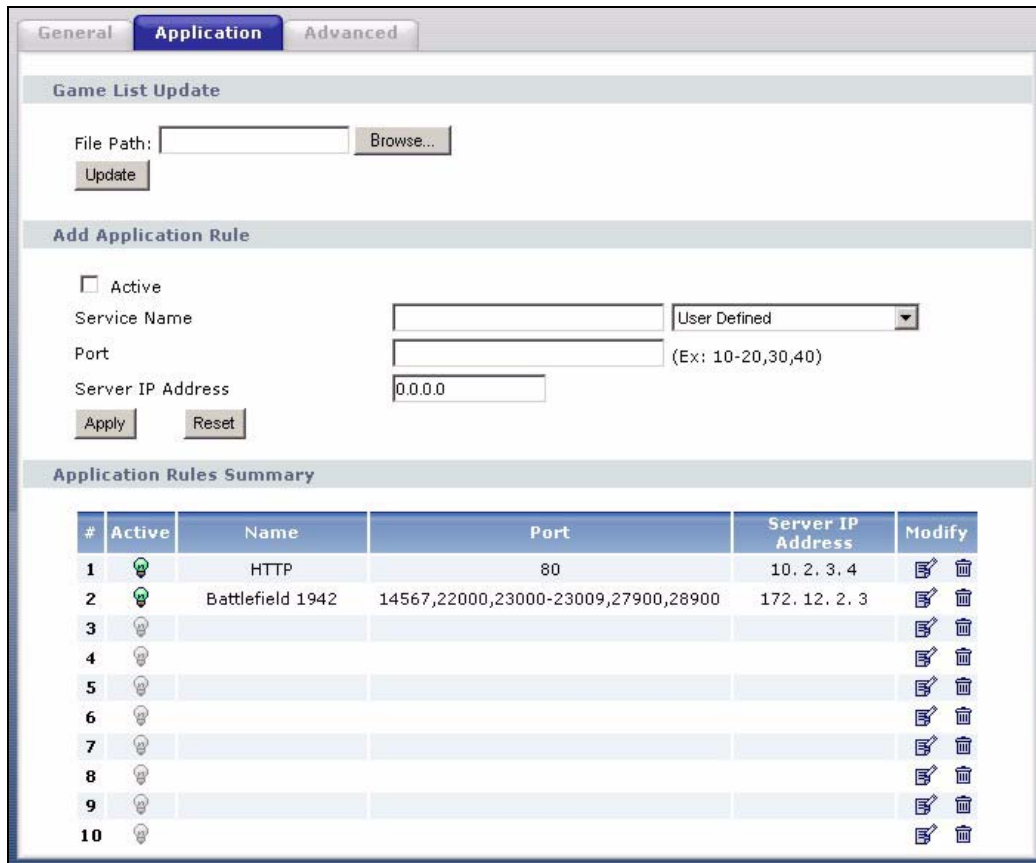 General Application Advanced
Game List Update
File Path: Browse...
Update
Add Application Rule
Active
Service Name User Defined
Port (Ex: 10-20,30,40)
Server IP Address 0.0.0.0
Apply Reset
Application Rules Summary
# Active Name Port Server IP Address Modify
1 HTTP 80 10. 2. 3. 4
2 Battlefield 1942 14567,22000,23000-23009,27900,28900 172. 12. 2. 3
3
4
5
6
7
8
9
10